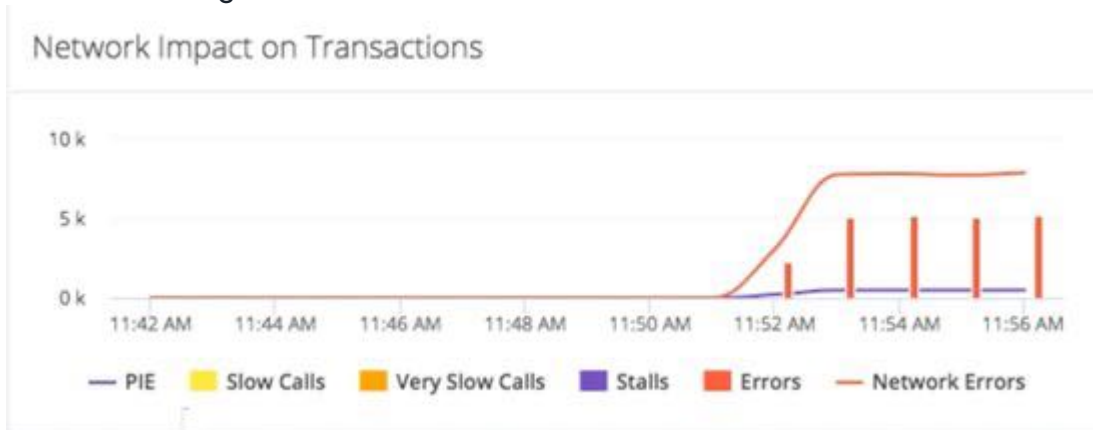 Network Impact on Transactions
10 k
5 k
0 k
11:42 AM 11:44 AM 11:46 AM 11:48 AM 11:50 AM 11:52 AM 11:54 AM 11:56 AM
PIE Slow Calls Very Slow Calls Stalls Errors Network Errors